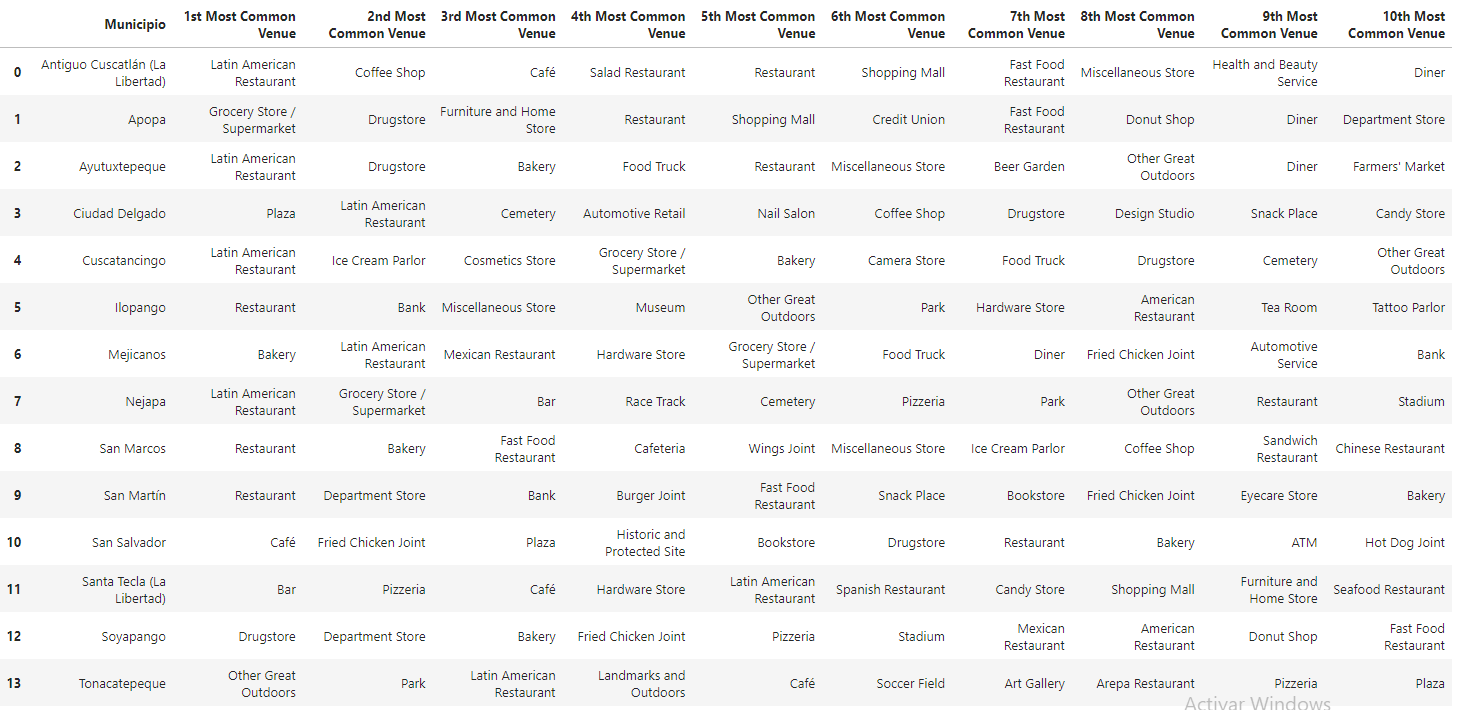 Municipio 1st Most Common Venue 2nd Most Common Venue 3rd Most Common Venue 4th Most Common Venue 5th Most Common Venue 6th Most Common Venue 7th Most Common Venue 8th Most Common Venue 9th Most Common Venue 10th Most Common Venue
0 Antiguo Cuscatlán (La Libertad) Latin American Restaurant Coffee Shop Café Salad Restaurant Restaurant Shopping Mall Fast Food Restaurant Miscellaneous Store Health and Beauty Service Diner
1 Apopa Grocery Store / Supermarket Drugstore Furniture and Home Store Restaurant Shopping Mall Credit Union Fast Food Restaurant Donut Shop Diner Department Store
2 Ayutuxtepeque Latin American Restaurant Drugstore Bakery Food Truck Restaurant Miscellaneous Store Beer Garden Other Great Outdoors Diner Farmers' Market
3 Ciudad Delgado Plaza Latin American Restaurant Cemetery Automotive Retail Nail Salon Coffee Shop Drugstore Design Studio Snack Place Candy Store
4 Cuscatancingo Latin American Restaurant Ice Cream Parlor Cosmetics Store Grocery Store / Supermarket Bakery Camera Store Food Truck Drugstore Cemetery Other Great Outdoors
5 Ilopango Restaurant Bank Miscellaneous Store Museum Other Great Outdoors Park Hardware Store American Restaurant Tea Room Tattoo Parlor
6 Mejicanos Bakery Latin American Restaurant Mexican Restaurant Hardware Store Grocery Store / Supermarket Food Truck Diner Fried Chicken Joint Automotive Service Bank
7 Nejapa Latin American Restaurant Grocery Store / Supermarket Bar Race Track Cemetery Pizzeria Park Other Great Outdoors Restaurant Stadium
8 San Marcos Restaurant Bakery Fast Food Restaurant Cafeteria Wings Joint Miscellaneous Store Ice Cream Parlor Coffee Shop Sandwich Restaurant Chinese Restaurant
9 San Martín Restaurant Department Store Bank Burger Joint Fast Food Restaurant Snack Place Bookstore Fried Chicken Joint Eyecare Store Bakery
10 San Salvador Café Fried Chicken Joint Plaza Historic and Protected Site Bookstore Drugstore Restaurant Bakery ATM Hot Dog Joint
11 Santa Tecla (La Libertad) Bar Pizzeria Café Hardware Store Latin American Restaurant Spanish Restaurant Candy Store Shopping Mall Furniture and Home Store Seafood Restaurant
12 Soyapango Drugstore Department Store Bakery Fried Chicken Joint Pizzeria Stadium Mexican Restaurant American Restaurant Donut Shop Fast Food Restaurant
13 Tonacatepeque Other Great Outdoors Park Latin American Restaurant Landmarks and Outdoors Café Soccer Field Art Gallery Arepa Restaurant Pizzeria Plaza
Activar Windows